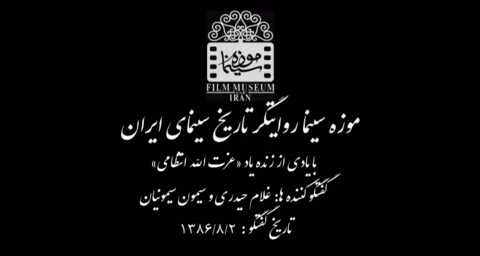 موزه سینما
FILM MUSEUM
IRAN
موزه سینما روایتگر تاریخ سینمای ایران
با یادی از زنده یاد «عزت الله انتظامی»
گفتگو کننده ها: غلام حیدری و سیمون سیمونیان
تاریخ گفتگو : ۱۳۸۶/۸/۲